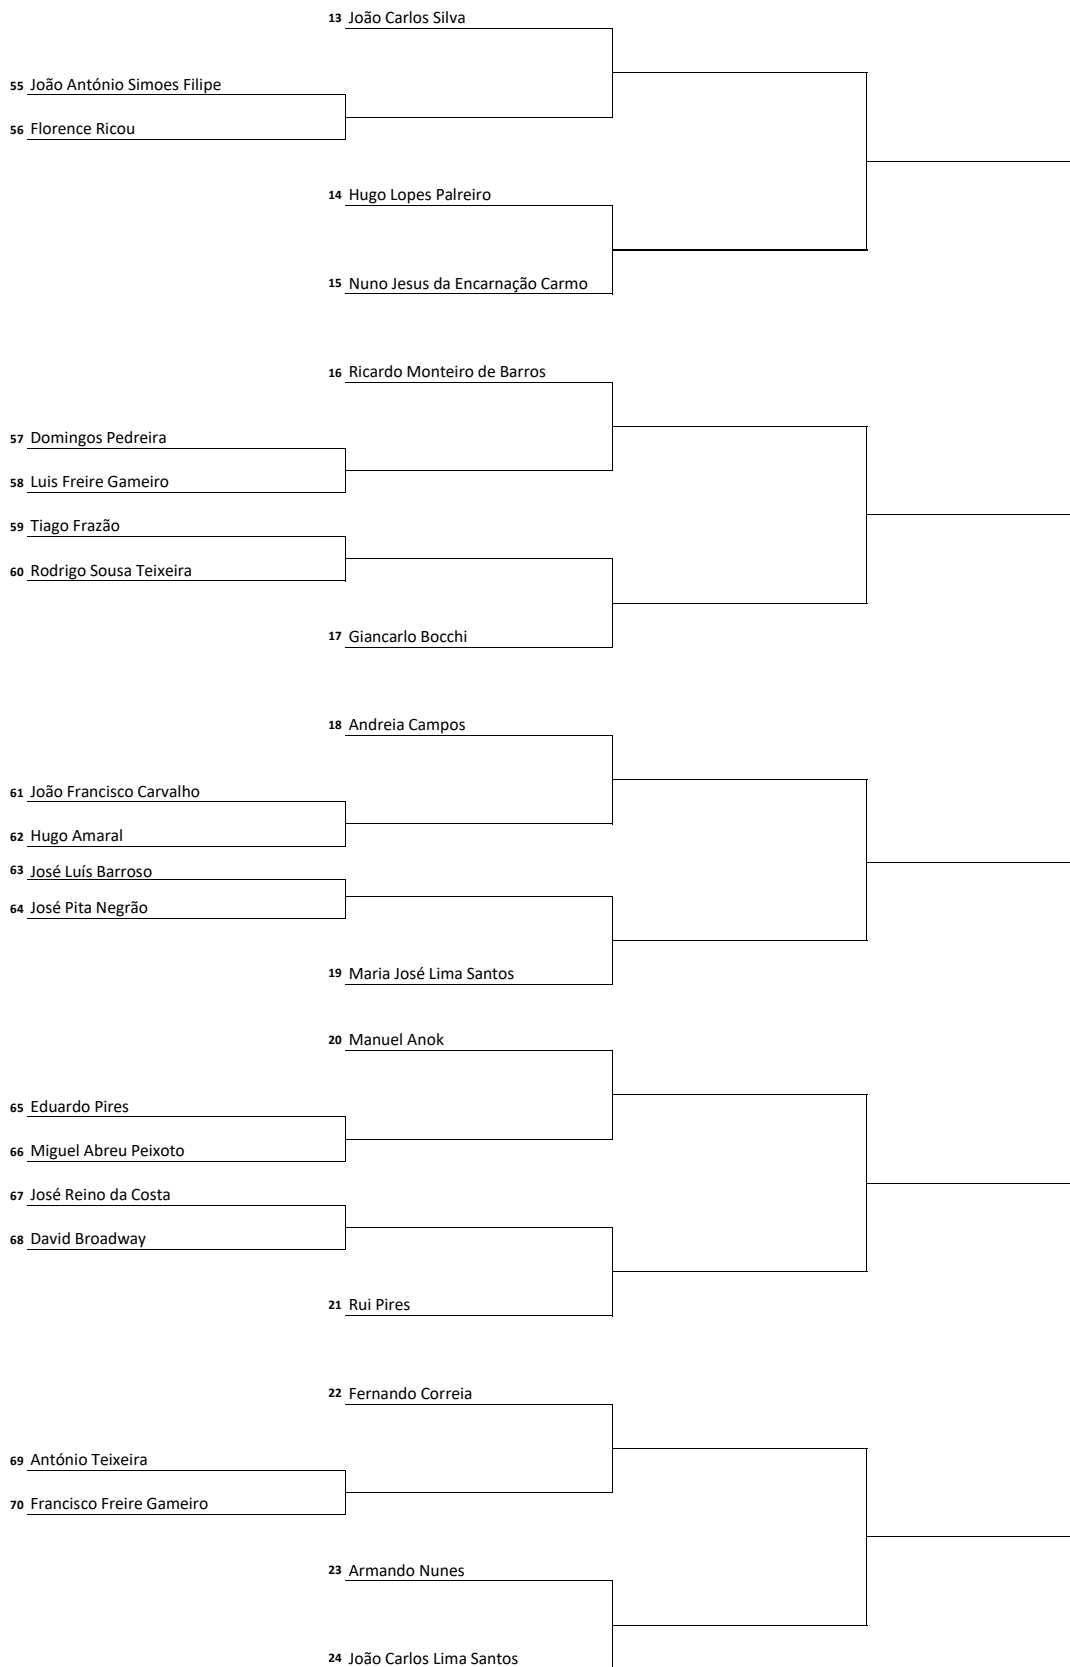 13 João Carlos Silva
55 João António Simoes Filipe
56 Florence Ricou
14 Hugo Lopes Palreiro
15 Nuno Jesus da Encarnação Carmo
16 Ricardo Monteiro de Barros
57 Domingos Pedreira
58 Luis Freire Gameiro
59 Tiago Frazão
60 Rodrigo Sousa Teixeira
17 Giancarlo Bocchi
18 Andreia Campos
61 João Francisco Carvalho
62 Hugo Amaral
63 José Luís Barroso
64 José Pita Negrão
19 Maria José Lima Santos
20 Manuel Anok
65 Eduardo Pires
66 Miguel Abreu Peixoto
67 José Reino da Costa
68 David Broadway
21 Rui Pires
22 Fernando Correia
69 António Teixeira
70 Francisco Freire Gameiro
23 Armando Nunes
24 João Carlos Lima Santos